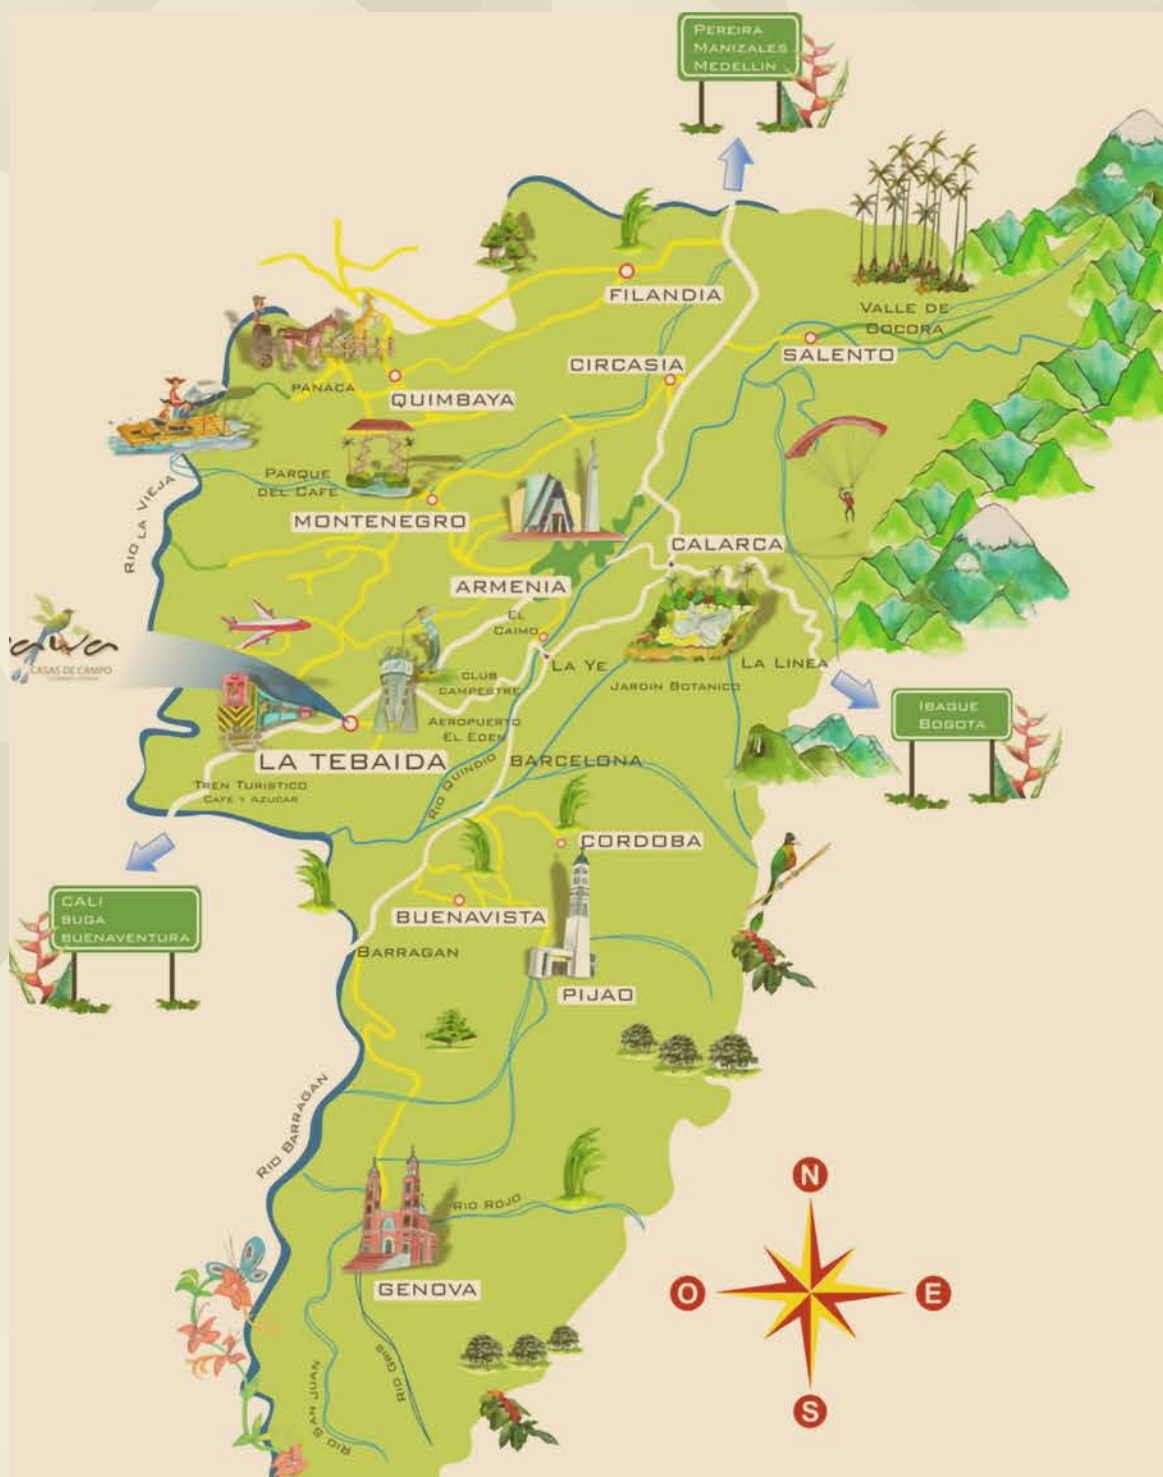 PEREIRA
MANIZALES
MEDELLIN
FILANDIA
VALLE DE
COCORA
SALENTO
CIRCASIA
PANACA
QUIMBAYA
PARQUE
DEL CAFE
RIO LA VIEJA
MONTENEGRO
CALARCA
ARMENIA
EL
CAIMO
LA YE
LA LINEA
JARDIN BOTANICO
CLUB
CAMPESTRE
CASAS DE CAMPO
AEROPUERTO
EL EDEN
IBAGUE
BOGOTA
LA TEBAIDA
RIO QUINDIO
BARCELONA
TREN TURISTICO
CAFE Y AZUCAR
CORDOBA
CALI
BUGA
BUENAVENTURA
BUENAVISTA
BARRAGAN
PIJAO
RIO BARRAGAN
RIO ROJO
GENOVA
RIO SAN JUAN
RIO GRIS
N
O
E
S